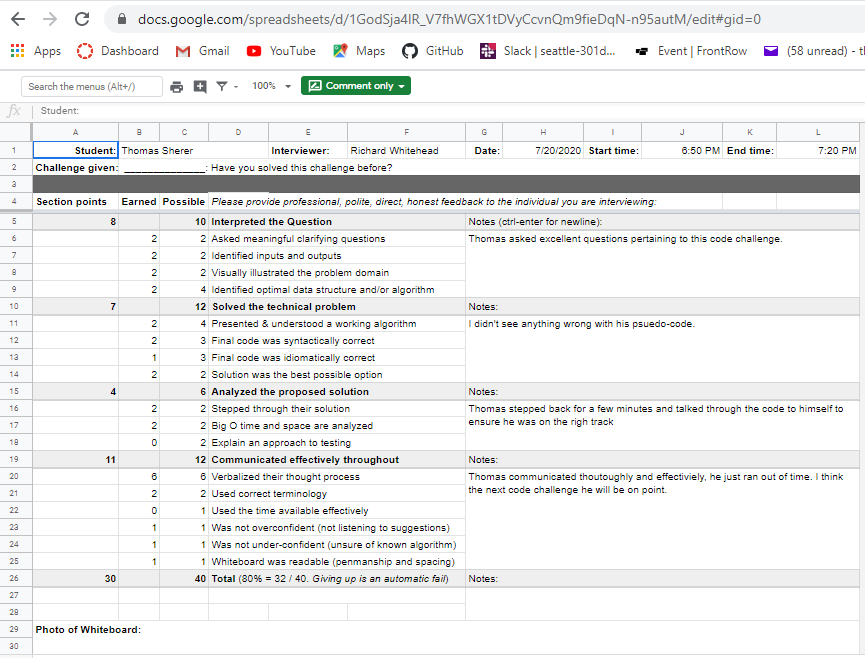 docs.google.com/spreadsheets/d/1GodSja4lR_V7fhWGX1tDVyCcvnQm9fieDqN-n95autM/edit#gid=0
Apps Dashboard Gmail YouTube Maps GitHub Slack | seattle-301d... Event | FrontRow (58 unread) - t
Search the menus (Alt+/) 100% Comment only
fx Student:
A B C D E F G H I J K L
1 Student: Thomas Sherer Interviewer: Richard Whitehead Date: 7/20/2020 Start time: 6:50 PM End time: 7:20 PM
2 Challenge given: ______________: Have you solved this challenge before?
3
4 Section points Earned Possible Please provide professional, polite, direct, honest feedback to the individual you are interviewing:
5 8 10 Interpreted the Question Notes (ctrl-enter for newline):
6 2 2 Asked meaningful clarifying questions Thomas asked excellent questions pertaining to this code challenge.
7 2 2 Identified inputs and outputs
8 2 2 Visually illustrated the problem domain
9 2 4 Identified optimal data structure and/or algorithm
10 7 12 Solved the technical problem Notes:
11 2 4 Presented & understood a working algorithm I didn't see anything wrong with his psuedo-code.
12 2 3 Final code was syntactically correct
13 1 3 Final code was idiomatically correct
14 2 2 Solution was the best possible option
15 4 6 Analyzed the proposed solution Notes:
16 2 2 Stepped through their solution Thomas stepped back for a few minutes and talked through the code to himself to
17 2 2 Big O time and space are analyzed ensure he was on the righ track
18 0 2 Explain an approach to testing
19 11 12 Communicated effectively throughout Notes:
20 6 6 Verbalized their thought process Thomas communicated thoutoughly and effectiviely, he just ran out of time. I think
21 2 2 Used correct terminology the next code challenge he will be on point.
22 0 1 Used the time available effectively
23 1 1 Was not overconfident (not listening to suggestions)
24 1 1 Was not under-confident (unsure of known algorithm)
25 1 1 Whiteboard was readable (penmanship and spacing)
26 30 40 Total (80% = 32 / 40. Giving up is an automatic fail) Notes:
27
28
29 Photo of Whiteboard:
30